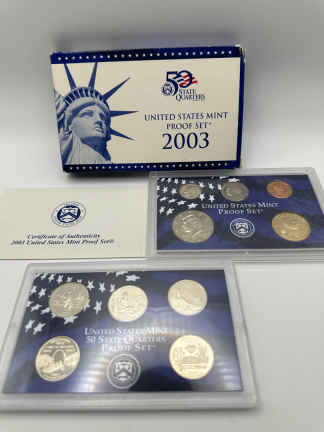 50
STATE
QUARTERS
UNITED STATES MINT
PROOF SET®
2003
Certificate of Authenticity
2003 United States Mint Proof Set®
UNITED STATES MINT
PROOF SET®
UNITED STATES MINT
50 STATE QUARTERS
PROOF SET®